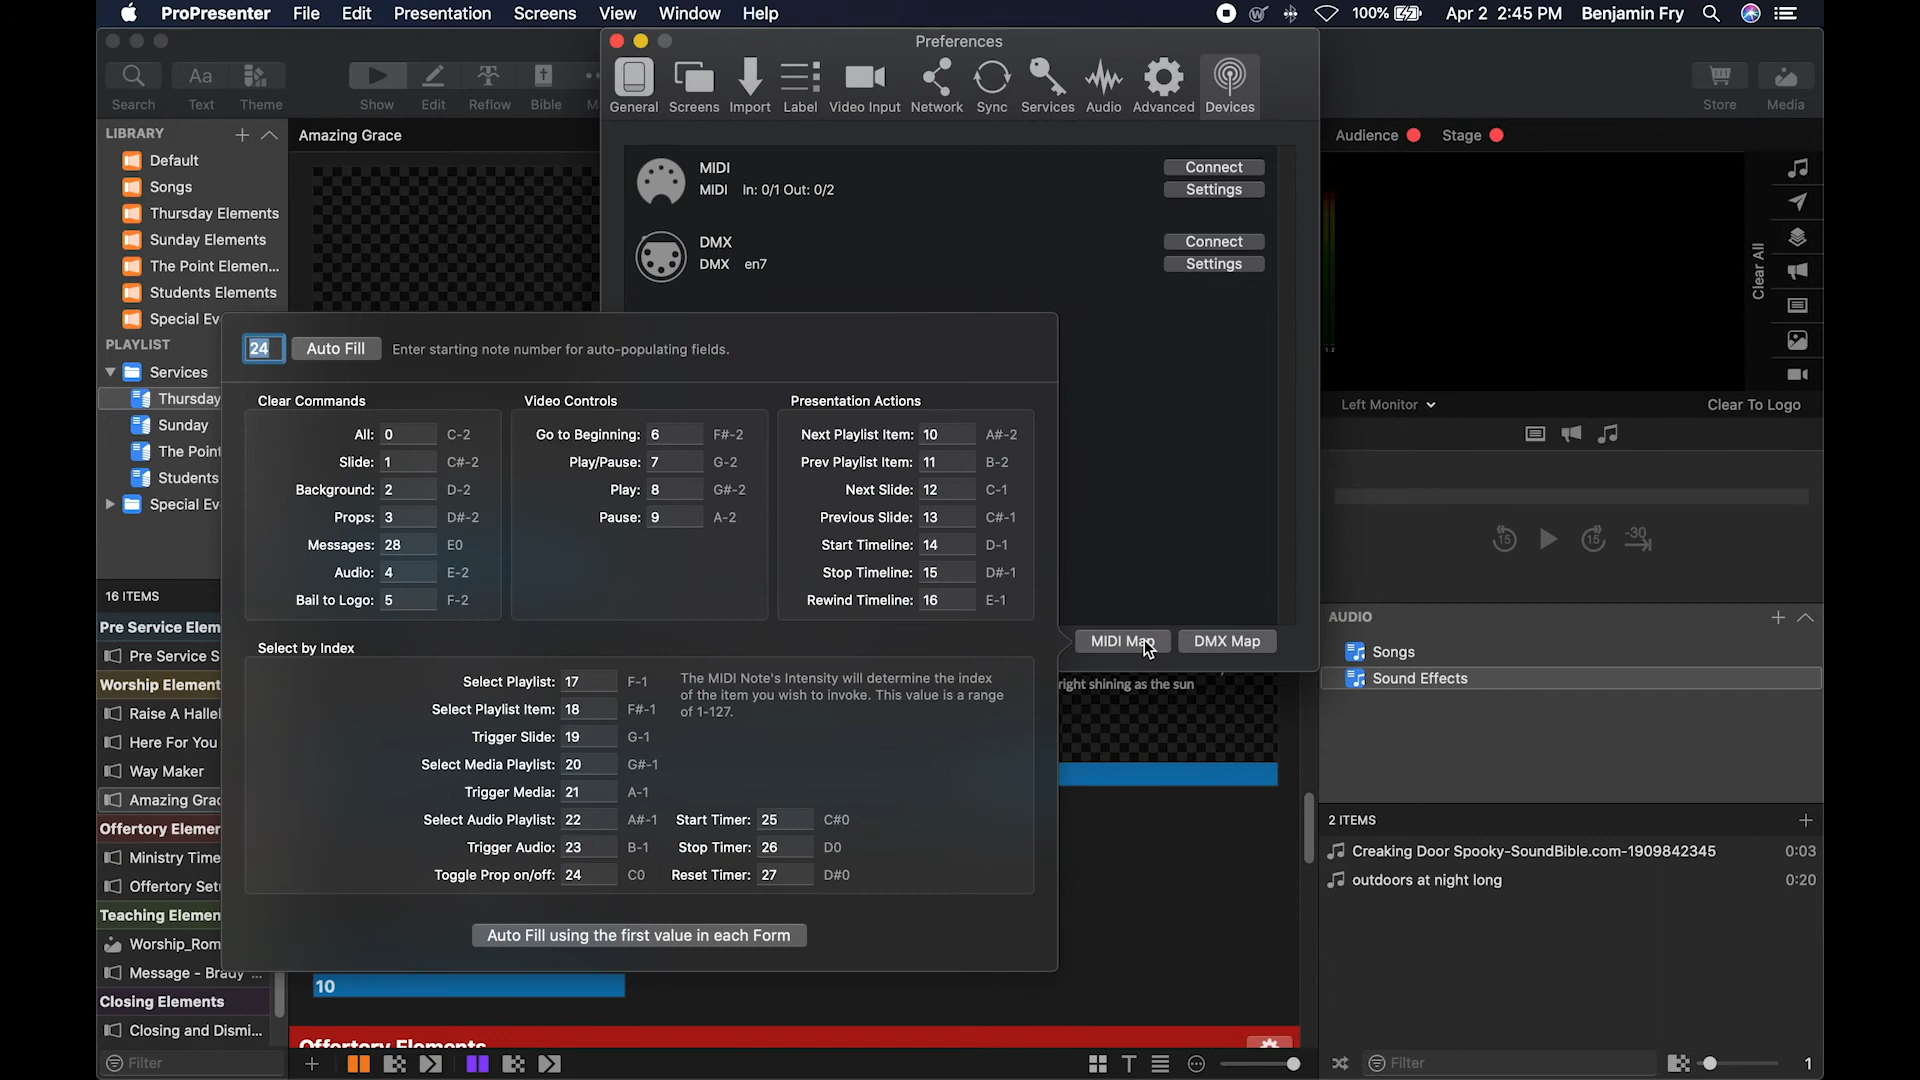 ProPresenter File Edit Presentation Screens View Window Help 100% Apr 2 2:45 PM Benjamin Fry
Preferences
Search Text Theme Show Edit Reflow Bible
General Screens Import Label Video Input Network Sync Services Audio Advanced Devices
Store Media
LIBRARY
Default
Songs
Thursday Elements
Sunday Elements
The Point Elemen...
Students Elements
Special Ev
PLAYLIST
Services
Thursday
Sunday
The Point
Students
Special Ev
16 ITEMS
Pre Service Elem
Pre Service S
Worship Element
Raise A Hallel
Here For You
Way Maker
Amazing Grac
Offertory Elemer
Ministry Time
Offertory Set
Teaching Elemen
Worship_Rom
Message - Brady ...
Closing Elements
Closing and Dismi...
Filter
Amazing Grace
MIDI
MIDI In: 0/1 Out: 0/2
Connect
Settings
DMX
DMX en7
Connect
Settings
24 Auto Fill Enter starting note number for auto-populating fields.
Clear Commands
All: 0 C-2
Slide: 1 C#-2
Background: 2 D-2
Props: 3 D#-2
Messages: 28 E0
Audio: 4 E-2
Bail to Logo: 5 F-2
Video Controls
Go to Beginning: 6 F#-2
Play/Pause: 7 G-2
Play: 8 G#-2
Pause: 9 A-2
Presentation Actions
Next Playlist Item: 10 A#-2
Prev Playlist Item: 11 B-2
Next Slide: 12 C-1
Previous Slide: 13 C#-1
Start Timeline: 14 D-1
Stop Timeline: 15 D#-1
Rewind Timeline: 16 E-1
Select by Index
Select Playlist: 17 F-1
Select Playlist Item: 18 F#-1
Trigger Slide: 19 G-1
Select Media Playlist: 20 G#-1
Trigger Media: 21 A-1
Select Audio Playlist: 22 A#-1
Trigger Audio: 23 B-1
Toggle Prop on/off: 24 C0
The MIDI Note's Intensity will determine the index
of the item you wish to invoke. This value is a range
of 1-127.
Start Timer: 25 C#0
Stop Timer: 26 D0
Reset Timer: 27 D#0
Auto Fill using the first value in each Form
MIDI Map DMX Map
right shining as the sun
10
Offertory Elements
Audience Stage
Clear All
1 2
Left Monitor Clear To Logo
15 15 -30
AUDIO
Songs
Sound Effects
2 ITEMS
Creaking Door Spooky-SoundBible.com-1909842345 0:03
outdoors at night long 0:20
Filter 1